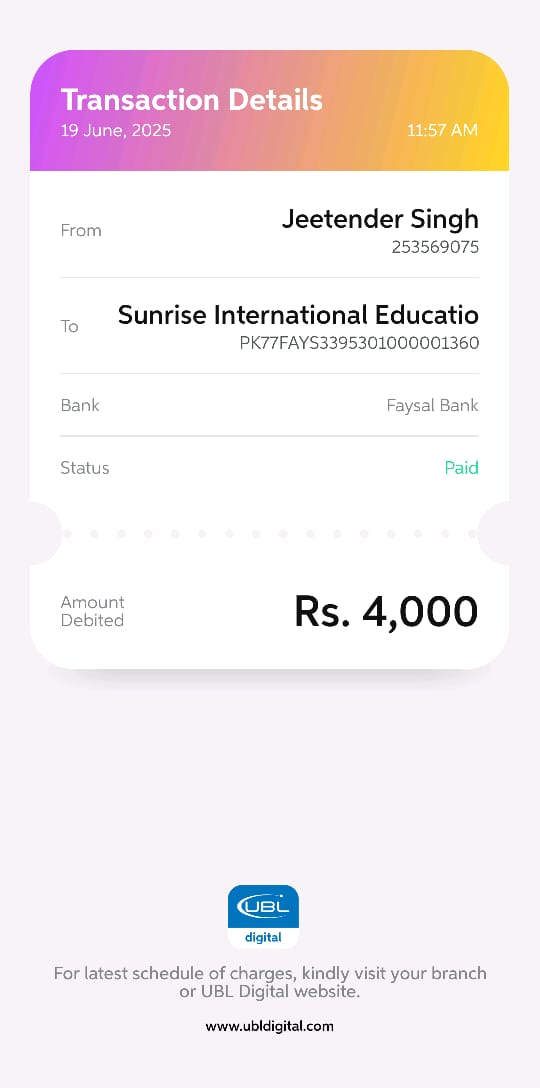 Transaction Details
19 June, 2025 11:57 AM
From Jeetender Singh
253569075
To Sunrise International Educatio
PK77FAYS3395301000001360
Bank Faysal Bank
Status Paid
Amount
Debited
Rs. 4,000
UBL
digital
For latest schedule of charges, kindly visit your branch
or UBL Digital website.
www.ubldigital.com